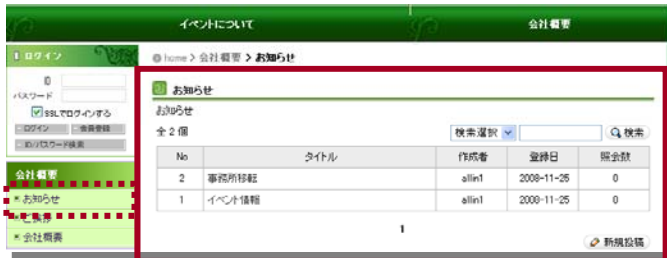 イベントについて 会社概要
ログイン
home > 会社概要 > お知らせ
ID
パスワード
SSLでログインする
ログイン 会員登録
ID/パスワード検索
会社概要
お知らせ
ご挨拶
会社概要
お知らせ
お知らせ
全 2 個 検索選択 検索
No タイトル 作成者 登録日 照会数
2 事務所移転 allin1 2008-11-25 0
1 イベント情報 allin1 2008-11-25 0
1
新規投稿